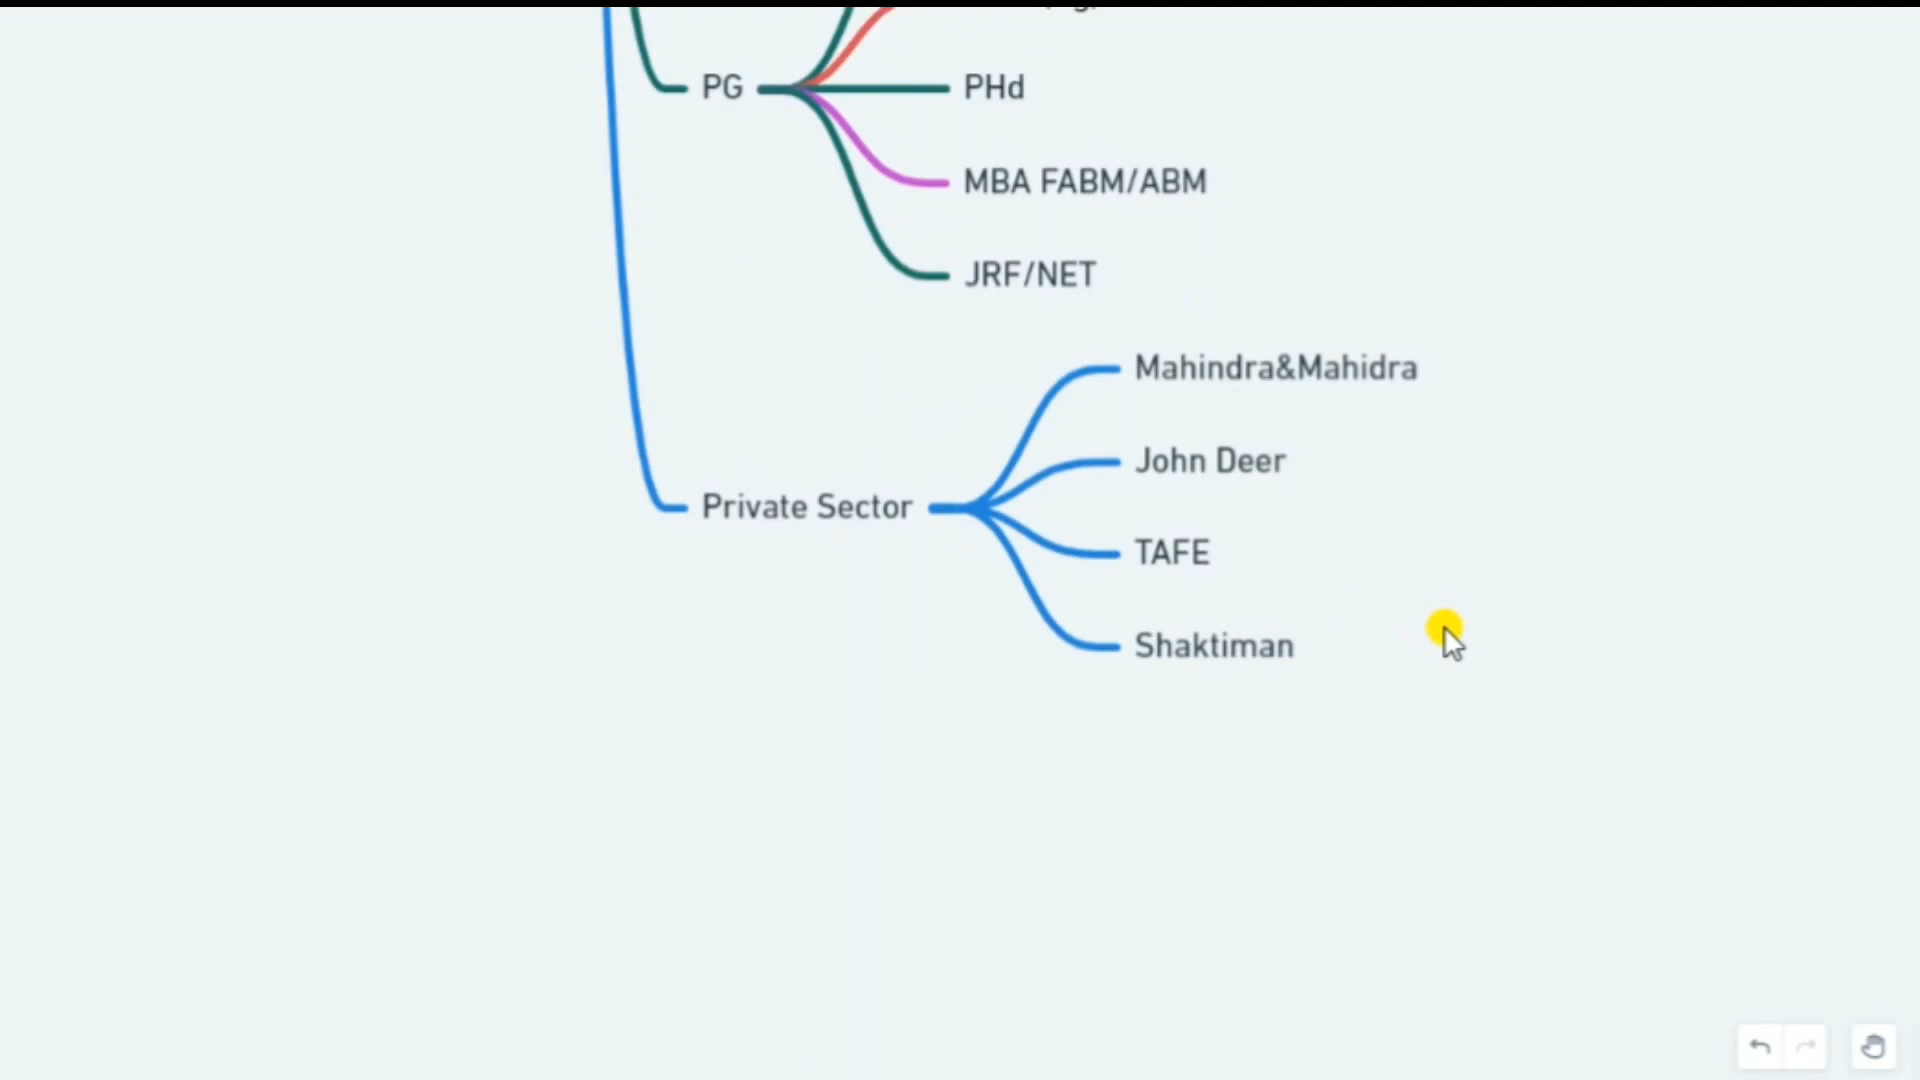 PG
PHd
MBA FABM/ABM
JRF/NET
Mahindra&Mahidra
John Deer
Private Sector
TAFE
Shaktiman